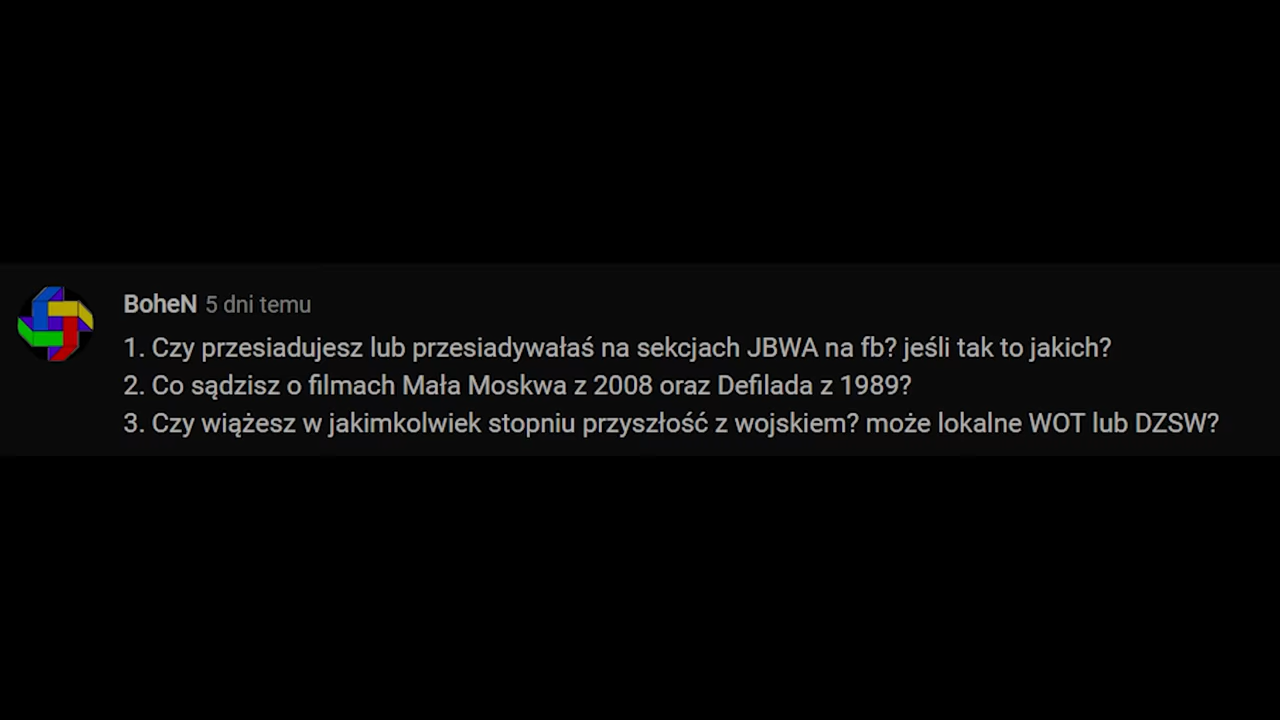 BoheN 5 dni temu
1. Czy przesiadujesz lub przesiadywałaś na sekcjach JBWA na fb? jeśli tak to jakich?
2. Co sądzisz o filmach Mała Moskwa z 2008 oraz Defilada z 1989?
3. Czy wiążesz w jakimkolwiek stopniu przyszłość z wojskiem? może lokalne WOT lub DZSW?